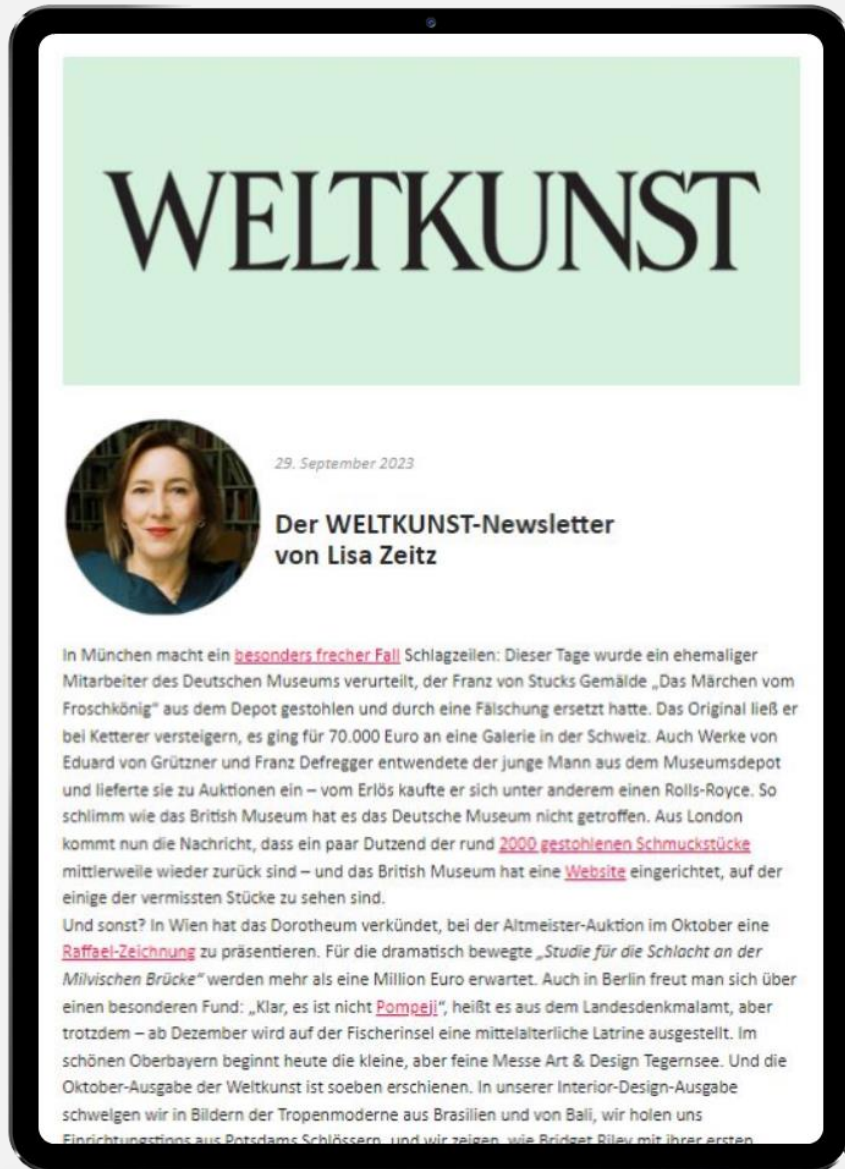 WELTKUNST
29. September 2023
Der WELTKUNST-Newsletter
von Lisa Zeitz
In München macht ein besonders frecher Fall Schlagzeilen: Dieser Tage wurde ein ehemaliger
Mitarbeiter des Deutschen Museums verurteilt, der Franz von Stucks Gemälde „Das Märchen vom
Froschkönig“ aus dem Depot gestohlen und durch eine Fälschung ersetzt hatte. Das Original ließ er
bei Ketterer versteigern, es ging für 70.000 Euro an eine Galerie in der Schweiz. Auch Werke von
Eduard von Grützner und Franz Defregger entwendete der junge Mann aus dem Museumsdepot
und lieferte sie zu Auktionen ein – vom Erlös kaufte er sich unter anderem einen Rolls-Royce. So
schlimm wie das British Museum hat es das Deutsche Museum nicht getroffen. Aus London
kommt nun die Nachricht, dass ein paar Dutzend der rund 2000 gestohlenen Schmuckstücke
mittlerweile wieder zurück sind – und das British Museum hat eine Website eingerichtet, auf der
einige der vermissten Stücke zu sehen sind.
Und sonst? In Wien hat das Dorotheum verkündet, bei der Altmeister-Auktion im Oktober eine
Raffael-Zeichnung zu präsentieren. Für die dramatisch bewegte „Studie für die Schlacht an der
Milvischen Brücke“ werden mehr als eine Million Euro erwartet. Auch in Berlin freut man sich über
einen besonderen Fund: „Klar, es ist nicht Pompeji“, heißt es aus dem Landesdenkmalamt, aber
trotzdem – ab Dezember wird auf der Fischerinsel eine mittelalterliche Latrine ausgestellt. Im
schönen Oberbayern beginnt heute die kleine, aber feine Messe Art & Design Tegernsee. Und die
Oktober-Ausgabe der Weltkunst ist soeben erschienen. In unserer Interior-Design-Ausgabe
schwelgen wir in Bildern der Tropenmoderne aus Brasilien und von Bali, wir holen uns
Einrichtungstipps aus Potsdams Schlössern, und wir zeigen, wie Bridget Riley mit ihrer ersten